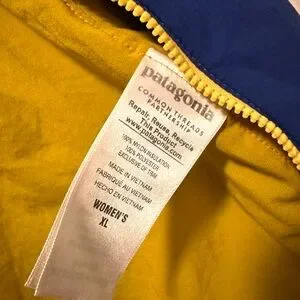 patagonia
COMMON THREADS
PARTNERSHIP
Repair, Reuse, Recycle
This Product
www.patagonia.com
100% NYLON INSULATION
100% POLYESTER
EXCLUSIVE OF TRIM
MADE IN VIETNAM
FABRIQUÉ AU VIETNAM
HECHO EN VIETNAM
WOMEN'S
XL